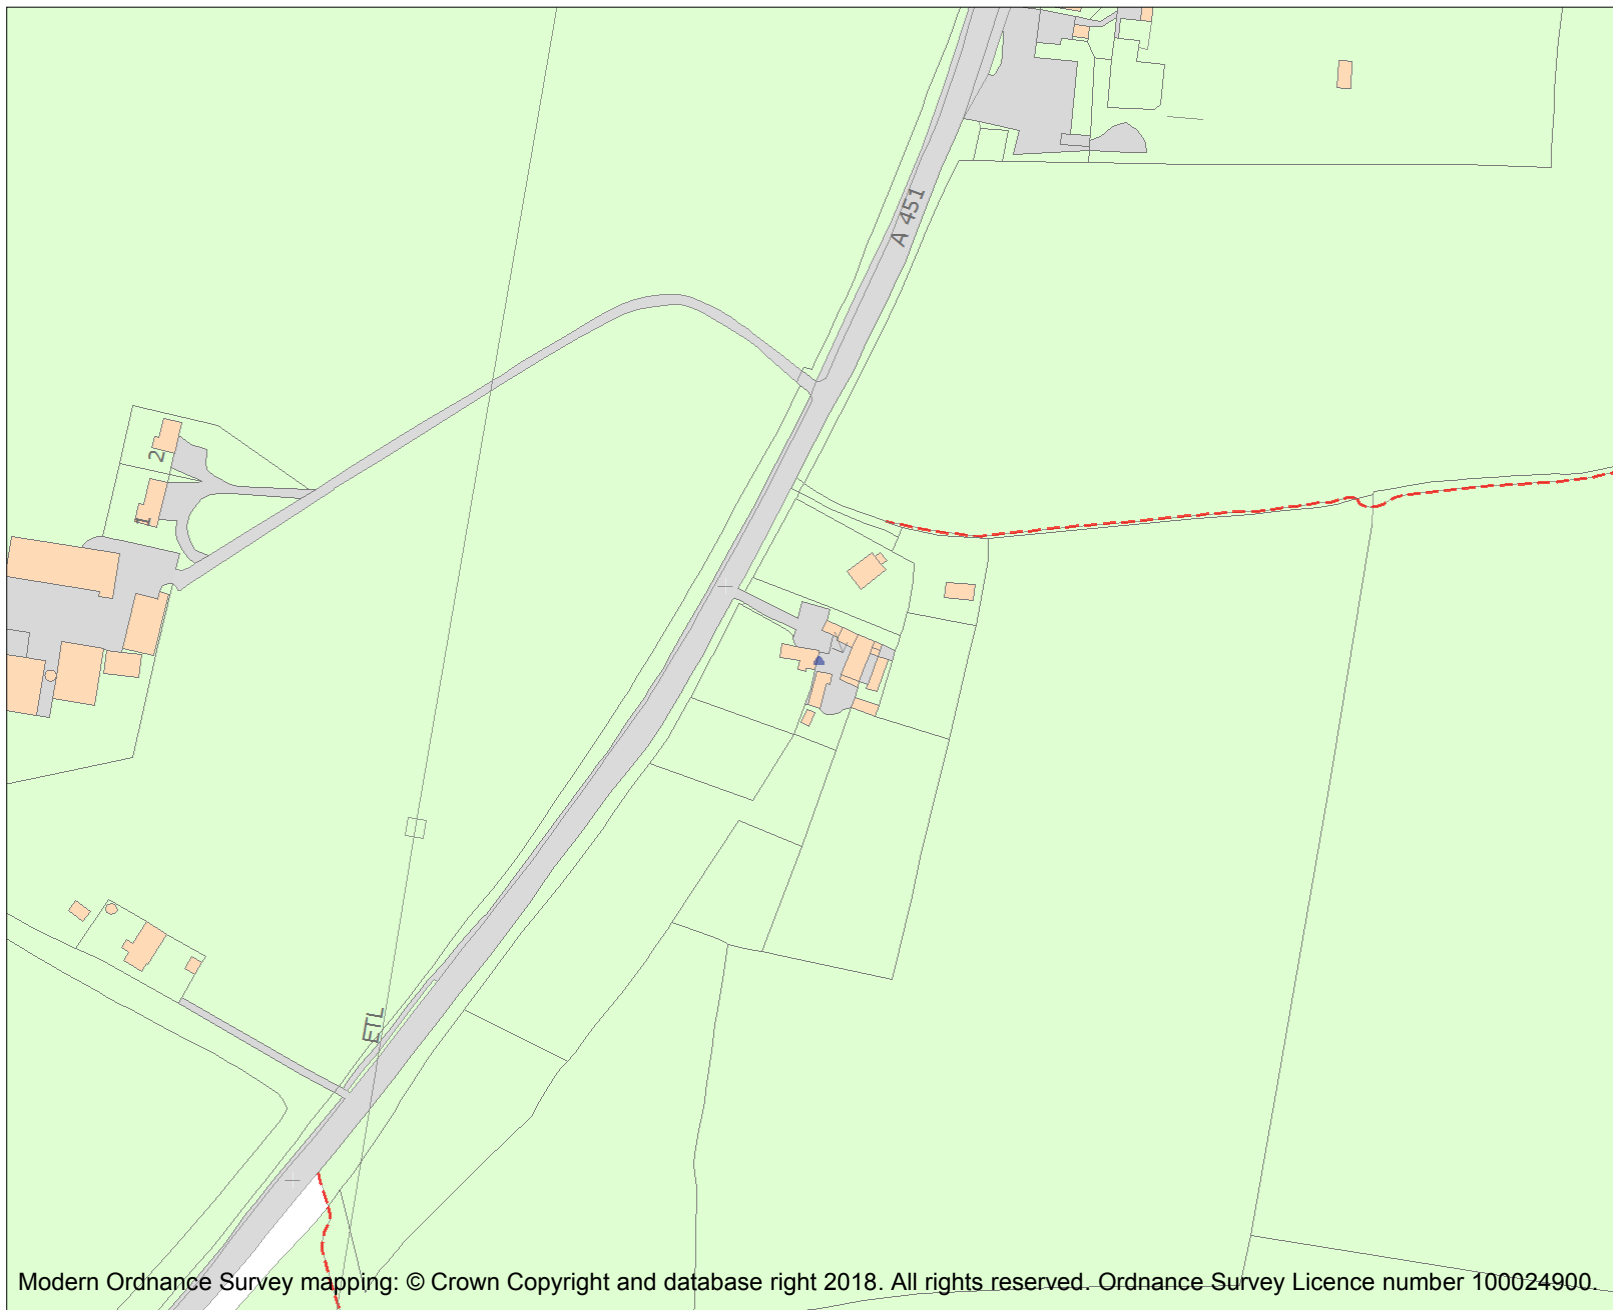 A 451
2
1
ETL
Modern Ordnance Survey mapping: © Crown Copyright and database right 2018. All rights reserved. Ordnance Survey Licence number 100024900.